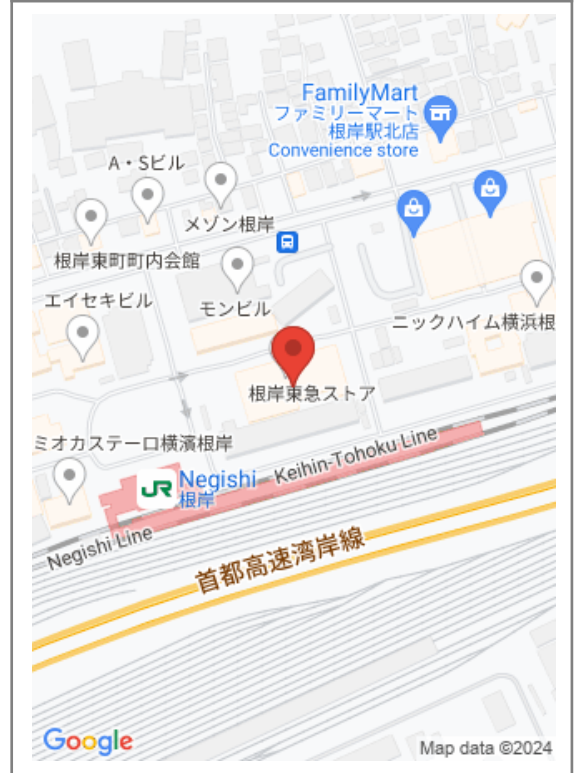 FamilyMart
ファミリーマート
根岸駅北店
Convenience store
A・Sビル
メゾン根岸
根岸東町町内会館
エイセキビル
モンビル
ニックハイム横浜根
根岸東急ストア
ミオカステーロ横濱根岸
Keihin-Tohoku Line
JR
Negishi
根岸
Negishi Line
首都高速湾岸線
Google
Map data ©2024